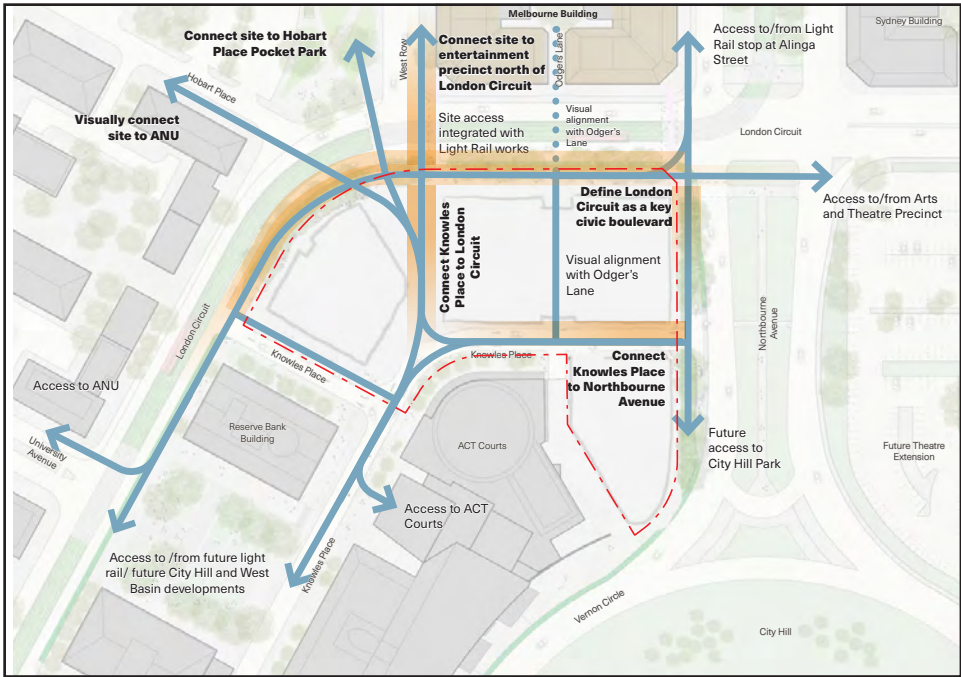 Melbourne Building
Sydney Building
Connect site to Hobart
Place Pocket Park
West Row
Connect site to
entertainment
precinct north of
London Circuit
Odgers Lane
Access to/from Light
Rail stop at Alinga
Street
Hobart Place
Visually connect
site to ANU
Site access
integrated with
Light Rail works
Visual
alignment
with Odger's
Lane
London Circuit
Define London
Circuit as a key
civic boulevard
Access to/from Arts
and Theatre Precinct
Connect Knowles
Place to London
Circuit
Visual alignment
with Odger's
Lane
London Circuit
Northbourne
Avenue
Knowles Place
Knowles Place
Connect
Knowles Place
to Northbourne
Avenue
Access to ANU
University
Avenue
Reserve Bank
Building
ACT Courts
Future
access to
City Hill Park
Future Theatre
Extension
Access to ACT
Courts
Access to /from future light
rail/ future City Hill and West
Basin developments
Knowles Place
Vernon Circle
City Hill